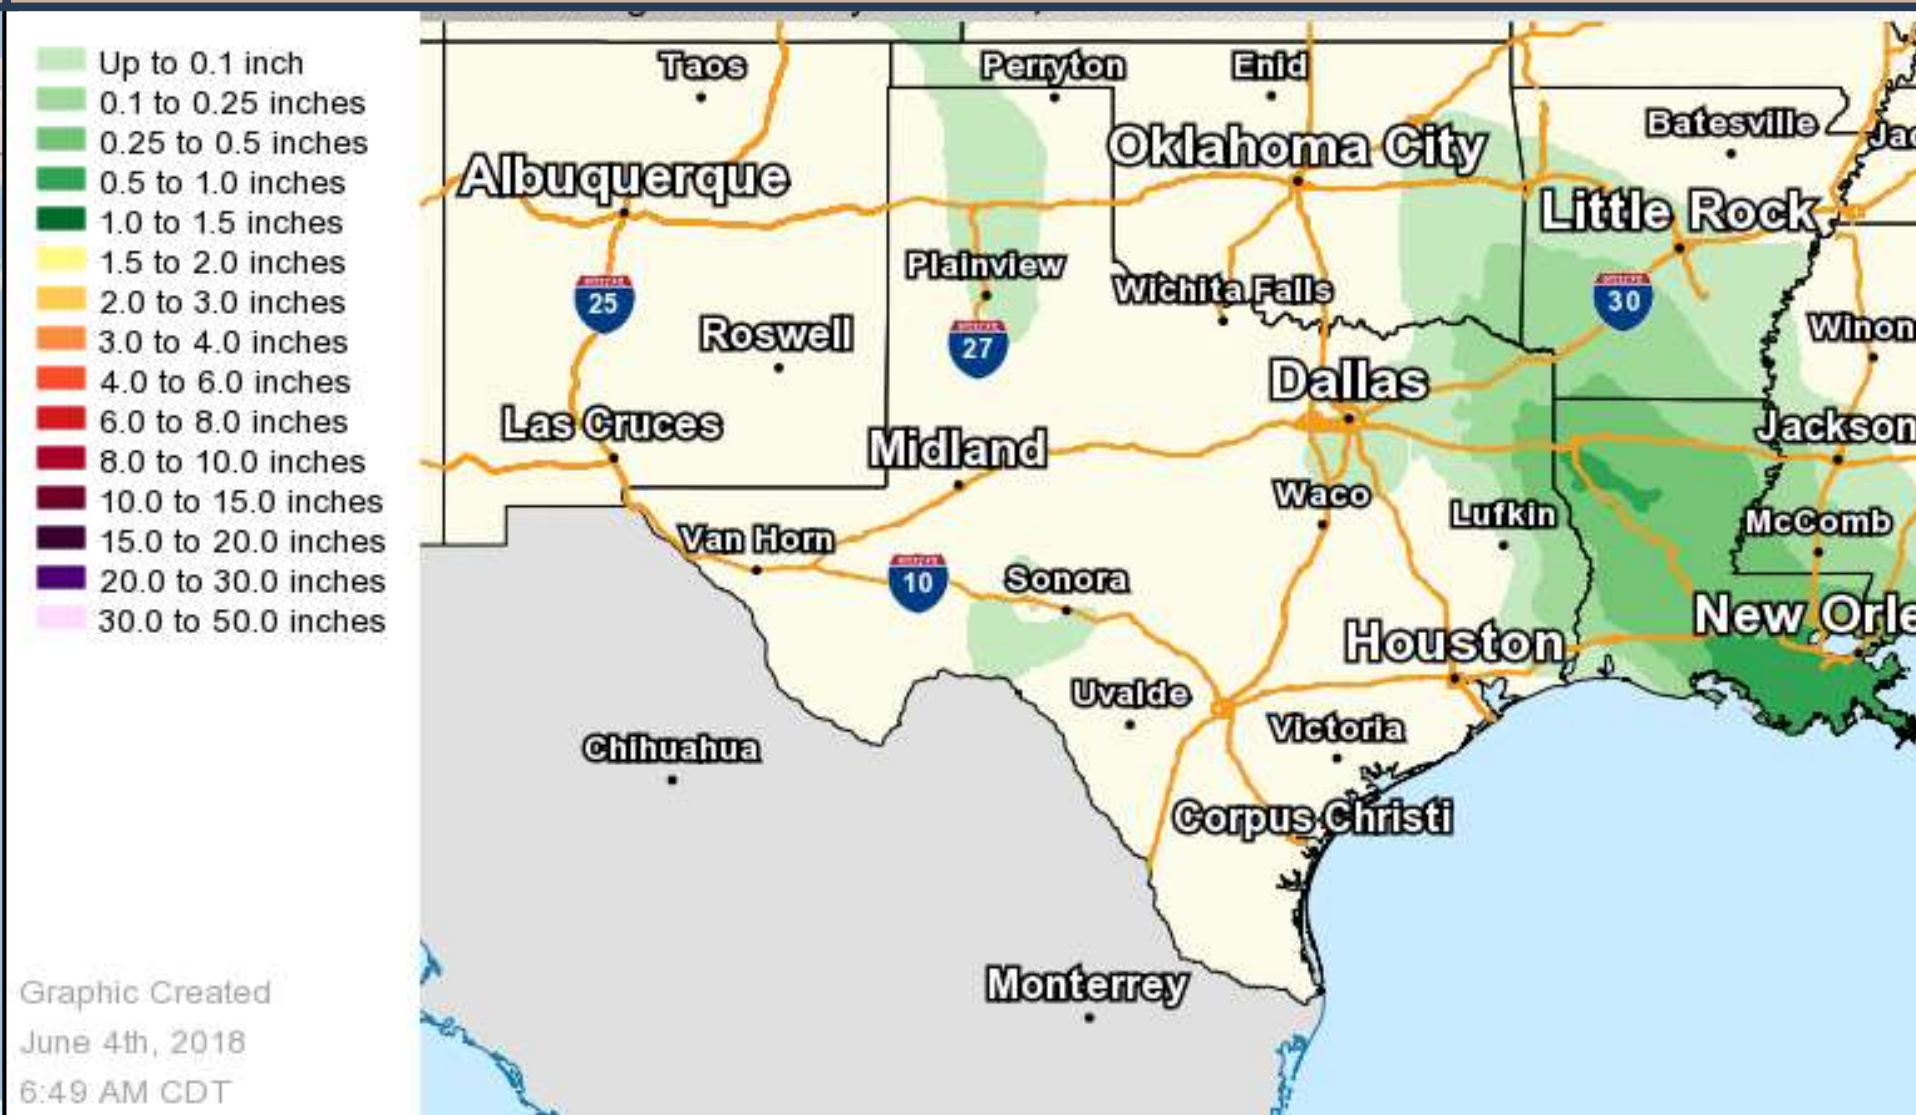 Up to 0.1 inch
0.1 to 0.25 inches
0.25 to 0.5 inches
0.5 to 1.0 inches
1.0 to 1.5 inches
1.5 to 2.0 inches
2.0 to 3.0 inches
3.0 to 4.0 inches
4.0 to 6.0 inches
6.0 to 8.0 inches
8.0 to 10.0 inches
10.0 to 15.0 inches
15.0 to 20.0 inches
20.0 to 30.0 inches
30.0 to 50.0 inches
Graphic Created
June 4th, 2018
6:49 AM CDT
Taos
Perryton
Enid
Batesville
Jac
Oklahoma City
Albuquerque
Little Rock
Plainview
Wichita Falls
25
30
Roswell
27
Winon
Dallas
Las Cruces
Midland
Jackson
Waco
Lufkin
McComb
Van Horn
10
Sonora
New Orle
Houston
Uvalde
Victoria
Chihuahua
Corpus Christi
Monterrey